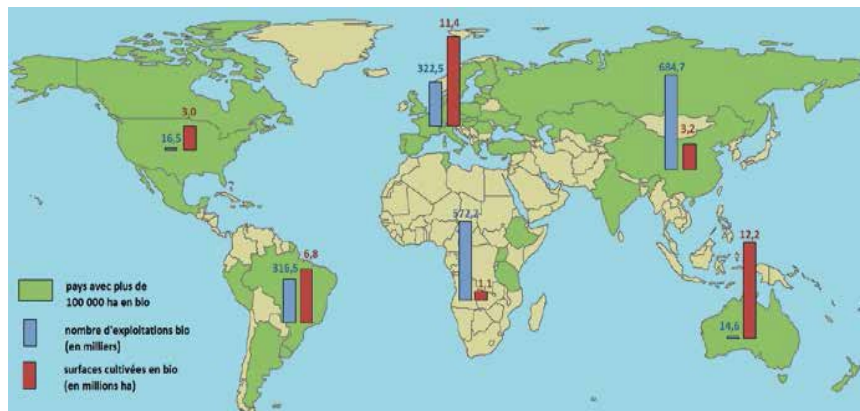 11,4
322,5
684,7
3,0
16,5
3,2
572,2
12,2
6,8
316,5
1,1
14,6
pays avec plus de
100 000 ha en bio
nombre d'exploitations bio
(en milliers)
surfaces cultivées en bio
(en millions ha)